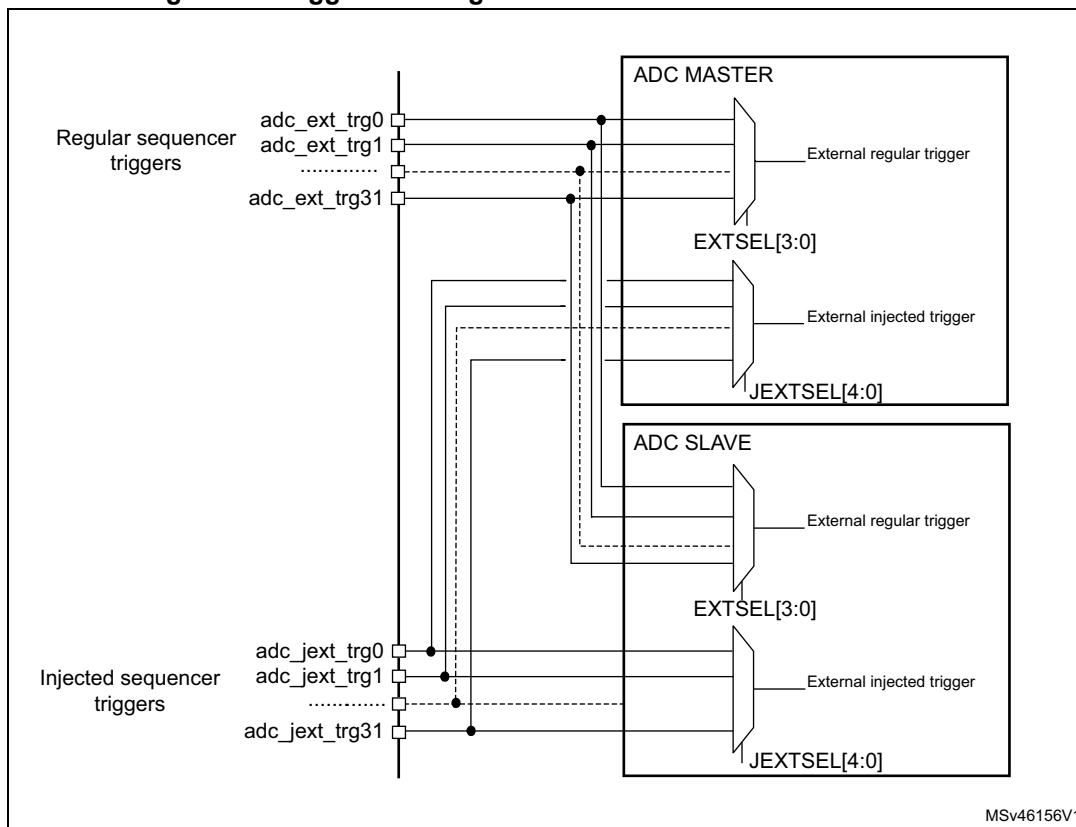 ADC MASTER
Regular sequencer
triggers
adc_ext_trg0
adc_ext_trg1
............
adc_ext_trg31
External regular trigger
EXTSEL[3:0]
External injected trigger
JEXTSEL[4:0]
ADC SLAVE
External regular trigger
EXTSEL[3:0]
Injected sequencer
triggers
adc_jext_trg0
adc_jext_trg1
............
adc_jext_trg31
External injected trigger
JEXTSEL[4:0]
MSv46156V1